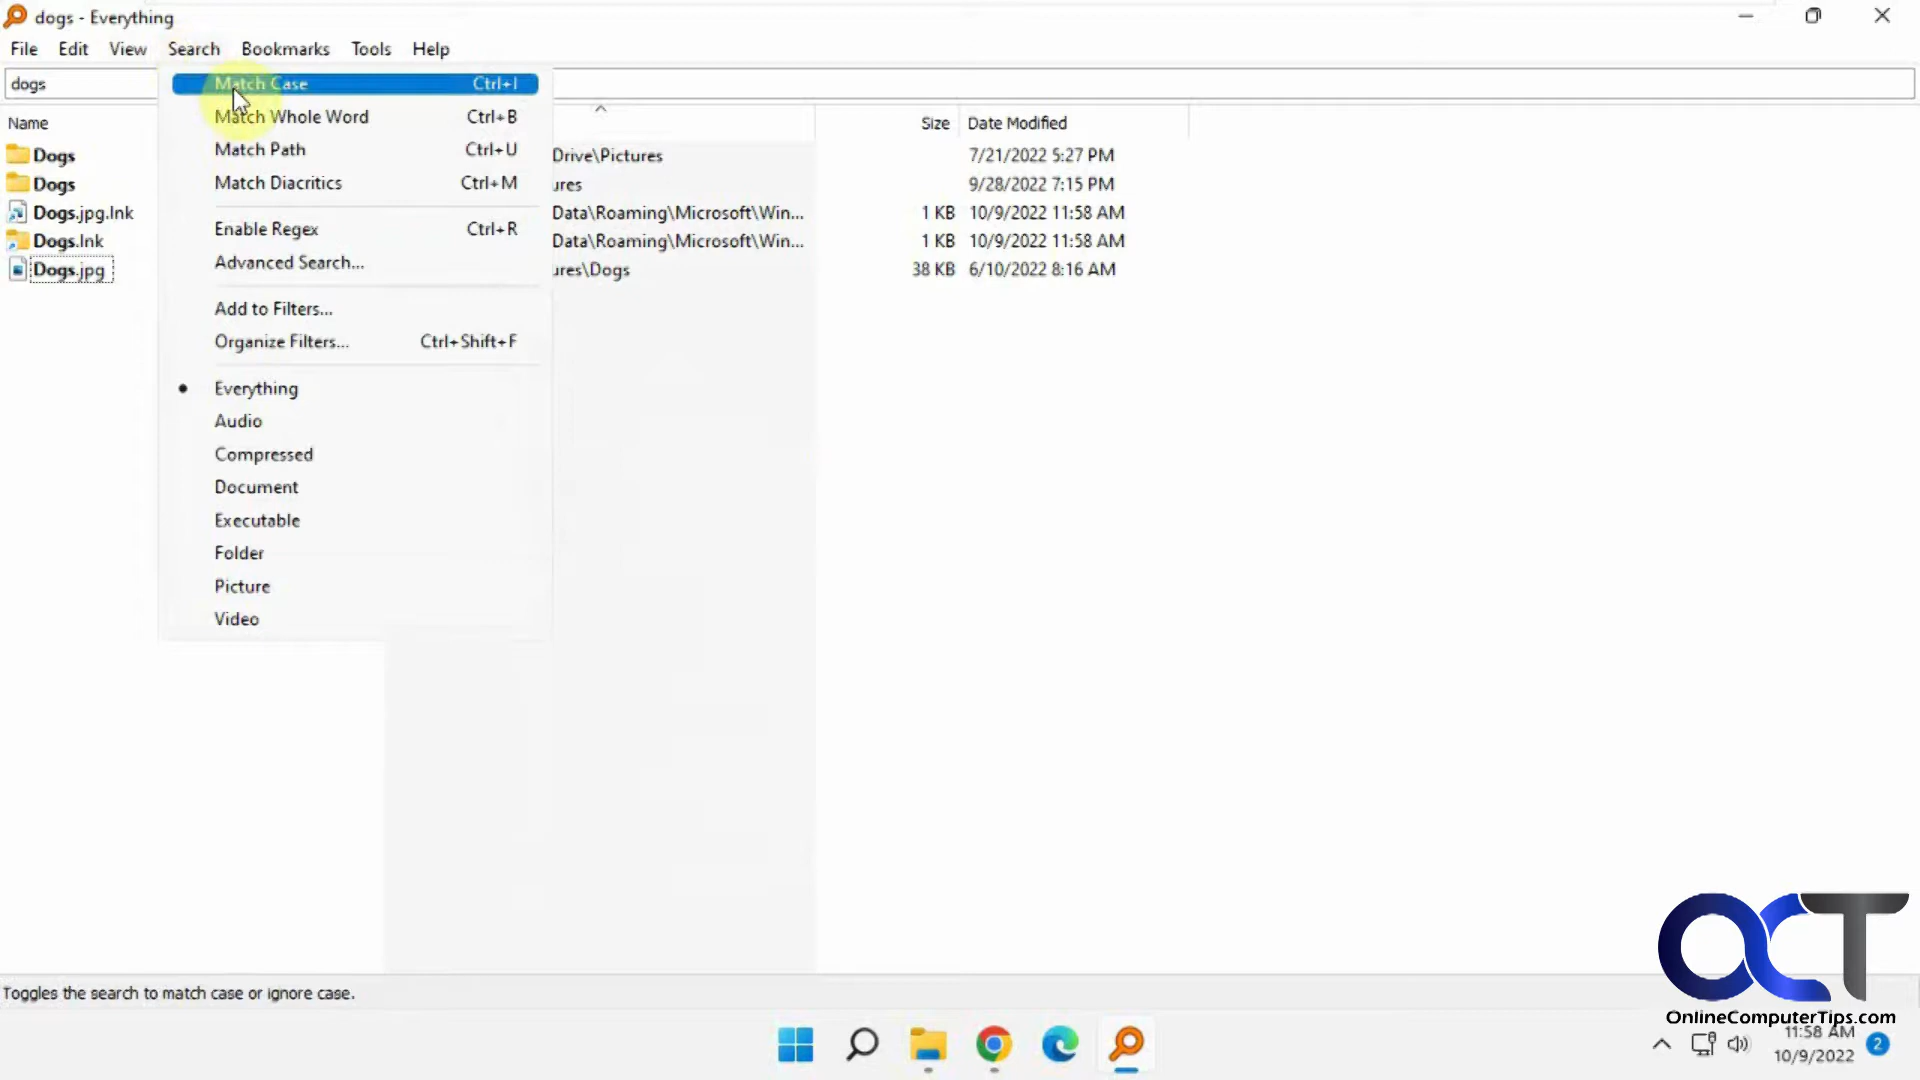 dogs - Everything
File Edit View Search Bookmarks Tools Help
dogs
Match Case Ctrl+I
Match Whole Word Ctrl+B
Match Path Ctrl+U
Match Diacritics Ctrl+M
Enable Regex Ctrl+R
Advanced Search...
Add to Filters...
Organize Filters... Ctrl+Shift+F
Everything
Audio
Compressed
Document
Executable
Folder
Picture
Video
Name Size Date Modified
Dogs Drive\Pictures 7/21/2022 5:27 PM
Dogs ures 9/28/2022 7:15 PM
Dogs.jpg.lnk Data\Roaming\Microsoft\Win... 1 KB 10/9/2022 11:58 AM
Dogs.lnk Data\Roaming\Microsoft\Win... 1 KB 10/9/2022 11:58 AM
Dogs.jpg ures\Dogs 38 KB 6/10/2022 8:16 AM
Toggles the search to match case or ignore case.
OCT
OnlineComputerTips.com
11:58 AM
10/9/2022
2